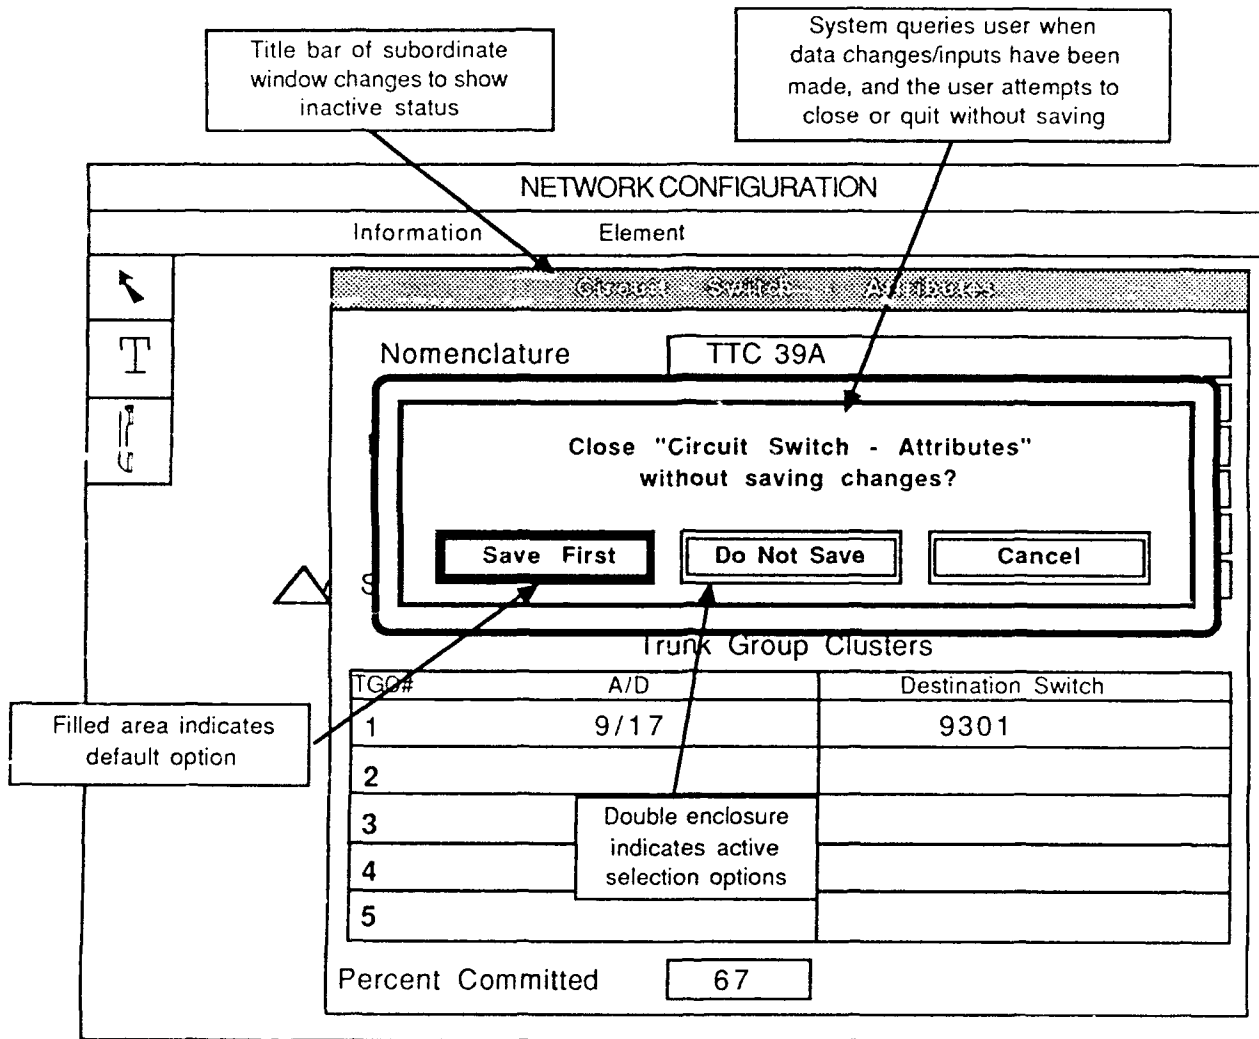 Title bar of subordinate
window changes to show
inactive status
System queries user when
data changes/inputs have been
made, and the user attempts to
close or quit without saving
NETWORK CONFIGURATION
Information Element
Circuit Switch - Attributes
Nomenclature TTC 39A
Close "Circuit Switch - Attributes"
without saving changes?
Save First Do Not Save Cancel
S
Trunk Group Clusters
TGC# A/D Destination Switch
1 9/17 9301
2
3
4
5
Filled area indicates
default option
Double enclosure
indicates active
selection options
Percent Committed 67
T